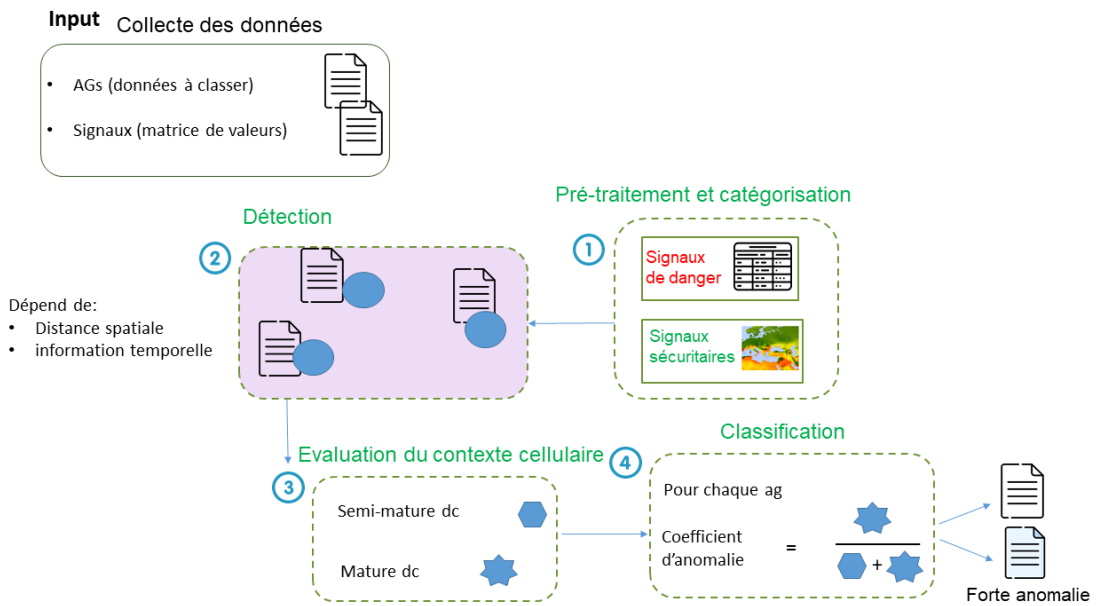 Input Collecte des données
• AGs (données à classer)
• Signaux (matrice de valeurs)
Pré-traitement et catégorisation
1
Signaux
de danger
Signaux
sécuritaires
Détection
2
Dépend de:
• Distance spatiale
• information temporelle
Evaluation du contexte cellulaire
3
Semi-mature dc
Mature dc
Classification
4
Pour chaque ag
Coefficient
d'anomalie
=
+
Forte anomalie